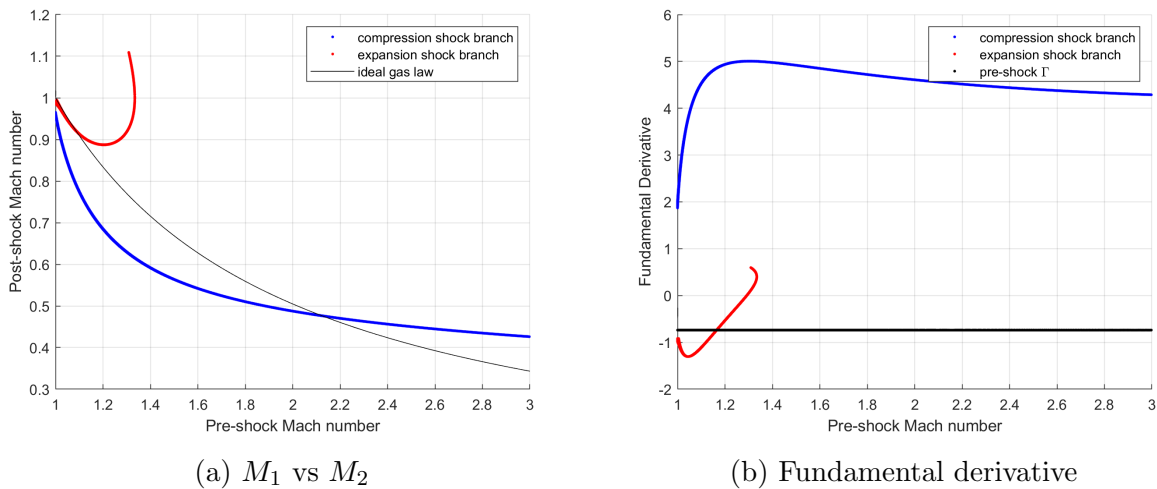 1.2
1.1
1
0.9
0.8
0.7
0.6
0.5
0.4
0.3
Post-shock Mach number
compression shock branch
expansion shock branch
ideal gas law
1 1.2 1.4 1.6 1.8 2 2.2 2.4 2.6 2.8 3
Pre-shock Mach number
(a) M₁ vs M₂
6
5
4
3
2
1
0
-1
-2
Fundamental Derivative
compression shock branch
expansion shock branch
pre-shock Γ
1 1.2 1.4 1.6 1.8 2 2.2 2.4 2.6 2.8 3
Pre-shock Mach number
(b) Fundamental derivative